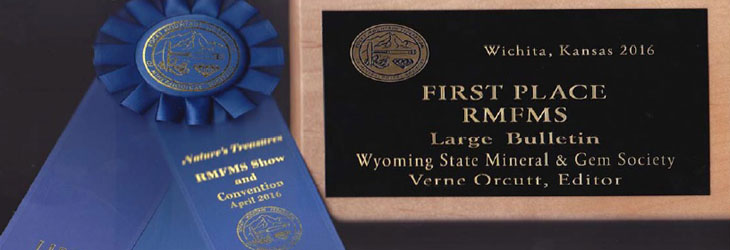 Nature's Treasures
RMFMS Show
and
Convention
April 2016
Wichita, Kansas 2016
FIRST PLACE
RMFMS
Large Bulletin
Wyoming State Mineral & Gem Society
Verne Orcutt, Editor